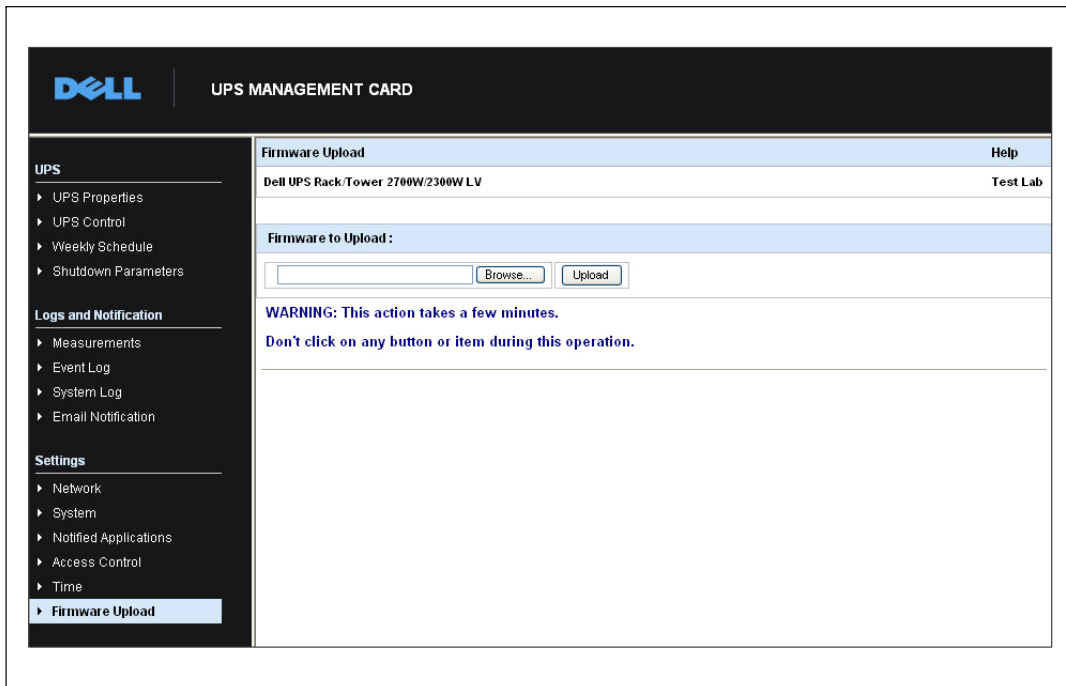 DELL
UPS MANAGEMENT CARD
UPS
UPS Properties
UPS Control
Weekly Schedule
Shutdown Parameters
Logs and Notification
Measurements
Event Log
System Log
Email Notification
Settings
Network
System
Notified Applications
Access Control
Time
Firmware Upload
Firmware Upload Help
Dell UPS Rack/Tower 2700W/2300W LV Test Lab
Firmware to Upload :
Browse... Upload
WARNING: This action takes a few minutes.
Don't click on any button or item during this operation.